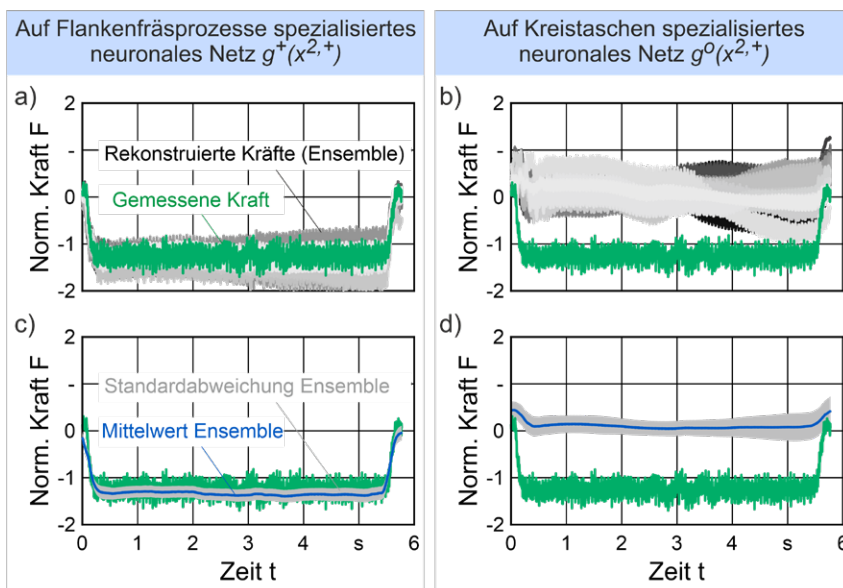 Auf Flankenfräsprozesse spezialisiertes
neuronales Netz g⁺(x²,⁺)
Auf Kreistaschen spezialisiertes
neuronales Netz gᵒ(x²,⁺)
a)
2
-
0
-1
-2
Norm. Kraft F
Rekonstruierte Kräfte (Ensemble)
Gemessene Kraft
b)
2
-
0
-1
-2
Norm. Kraft F
c)
2
-
0
-1
-2
Norm. Kraft F
Standardabweichung Ensemble
Mittelwert Ensemble
0 1 2 3 4 s 6
Zeit t
d)
2
-
0
-1
-2
Norm. Kraft F
0 1 2 3 4 s 6
Zeit t